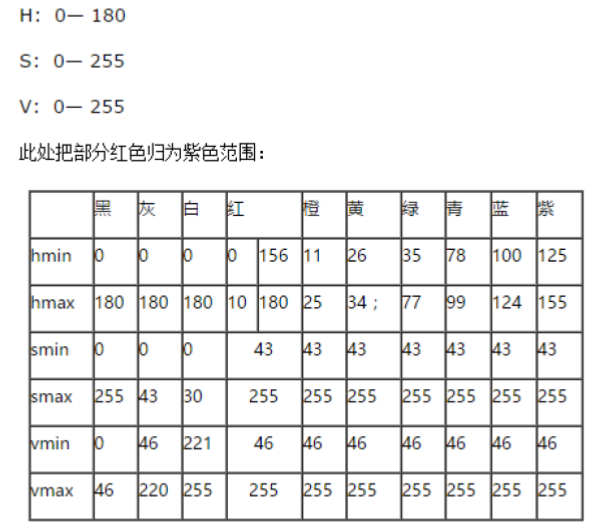 H：0— 180
S：0— 255
V：0— 255
此处把部分红色归为紫色范围：
黑 灰 白 红 橙 黄 绿 青 蓝 紫
hmin 0 0 0 0 156 11 26 35 78 100 125
hmax 180 180 180 10 180 25 34； 77 99 124 155
smin 0 0 0 43 43 43 43 43 43 43
smax 255 43 30 255 255 255 255 255 255 255
vmin 0 46 221 46 46 46 46 46 46 46
vmax 46 220 255 255 255 255 255 255 255 255